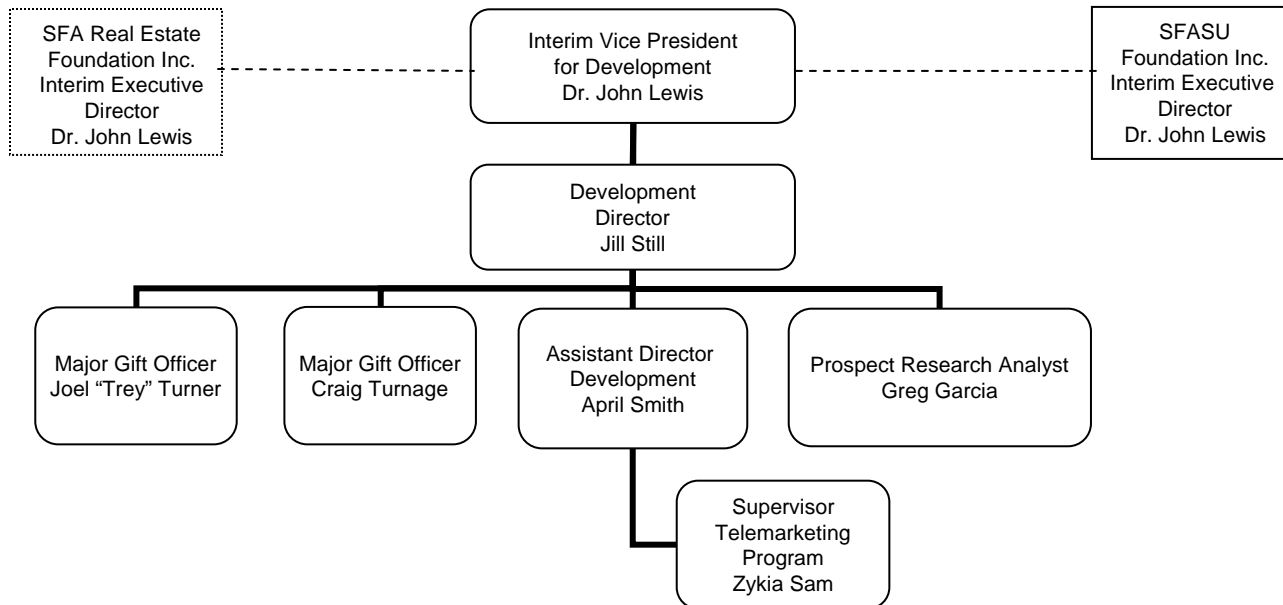 SFA Real Estate
Foundation Inc.
Interim Executive
Director
Dr. John Lewis
Interim Vice President
for Development
Dr. John Lewis
SFASU
Foundation Inc.
Interim Executive
Director
Dr. John Lewis
Development
Director
Jill Still
Major Gift Officer
Joel “Trey” Turner
Major Gift Officer
Craig Turnage
Assistant Director
Development
April Smith
Prospect Research Analyst
Greg Garcia
Supervisor
Telemarketing
Program
Zykia Sam